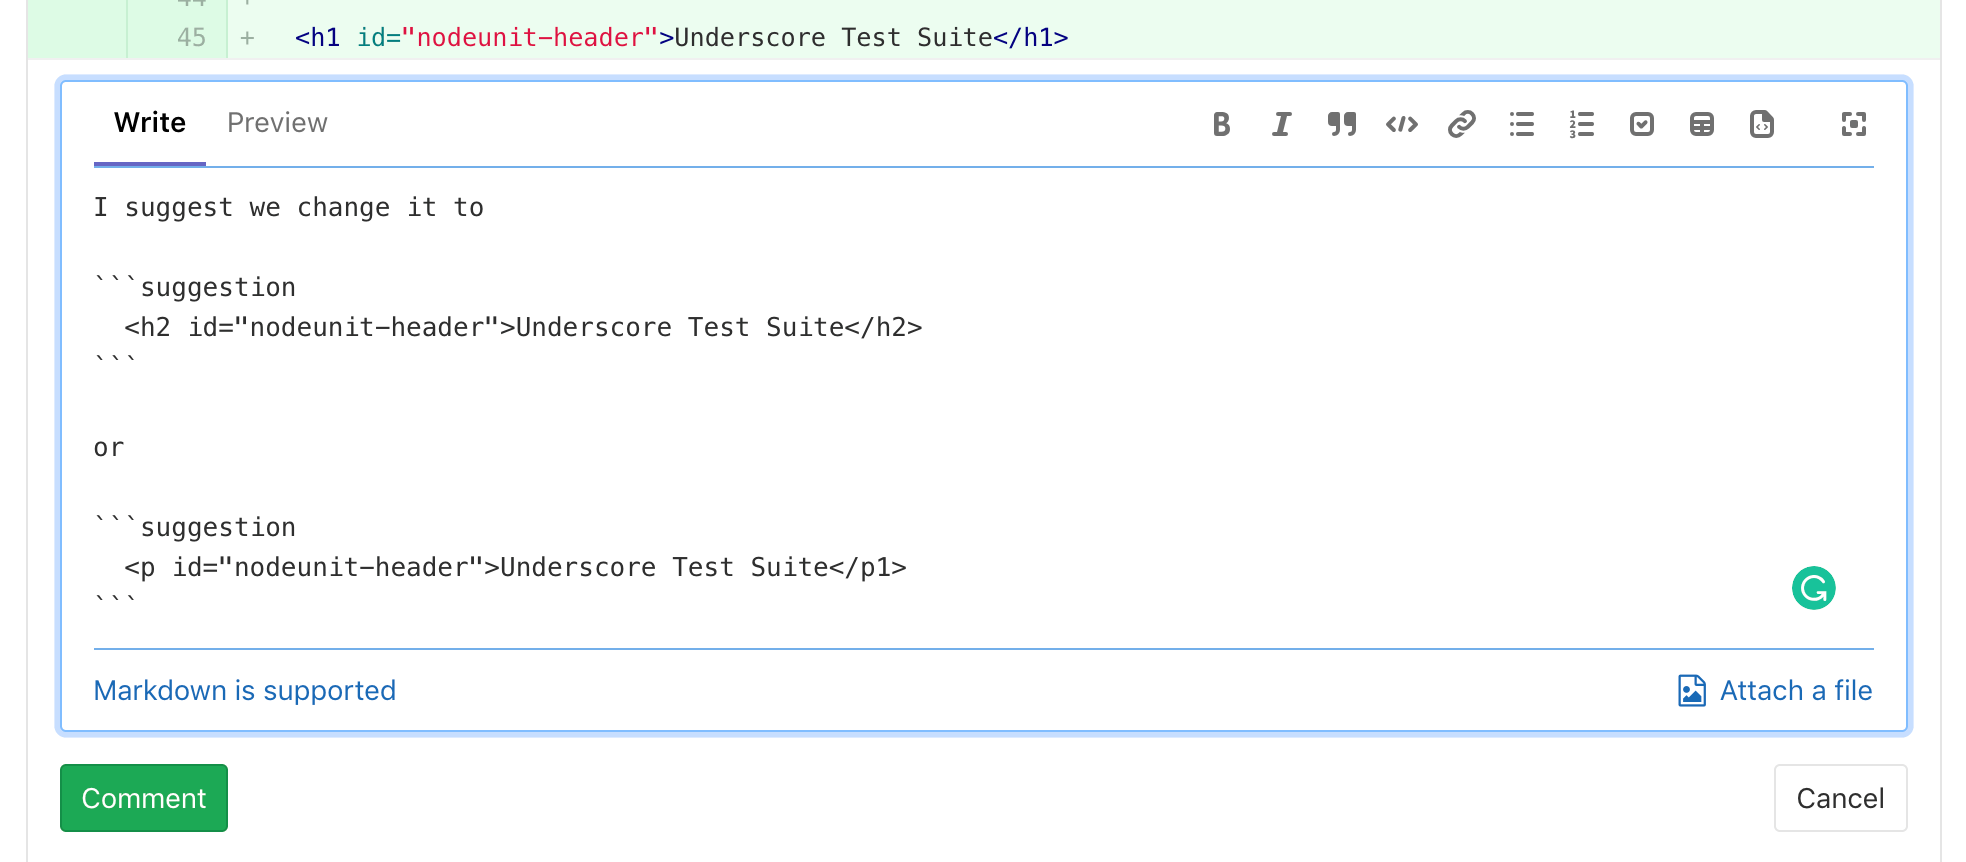 44 +
45 + <h1 id="nodeunit-header">Underscore Test Suite</h1>
Write Preview
I suggest we change it to
```suggestion
  <h2 id="nodeunit-header">Underscore Test Suite</h2>
```
or
```suggestion
  <p id="nodeunit-header">Underscore Test Suite</p1>
```
Markdown is supported Attach a file
Comment Cancel